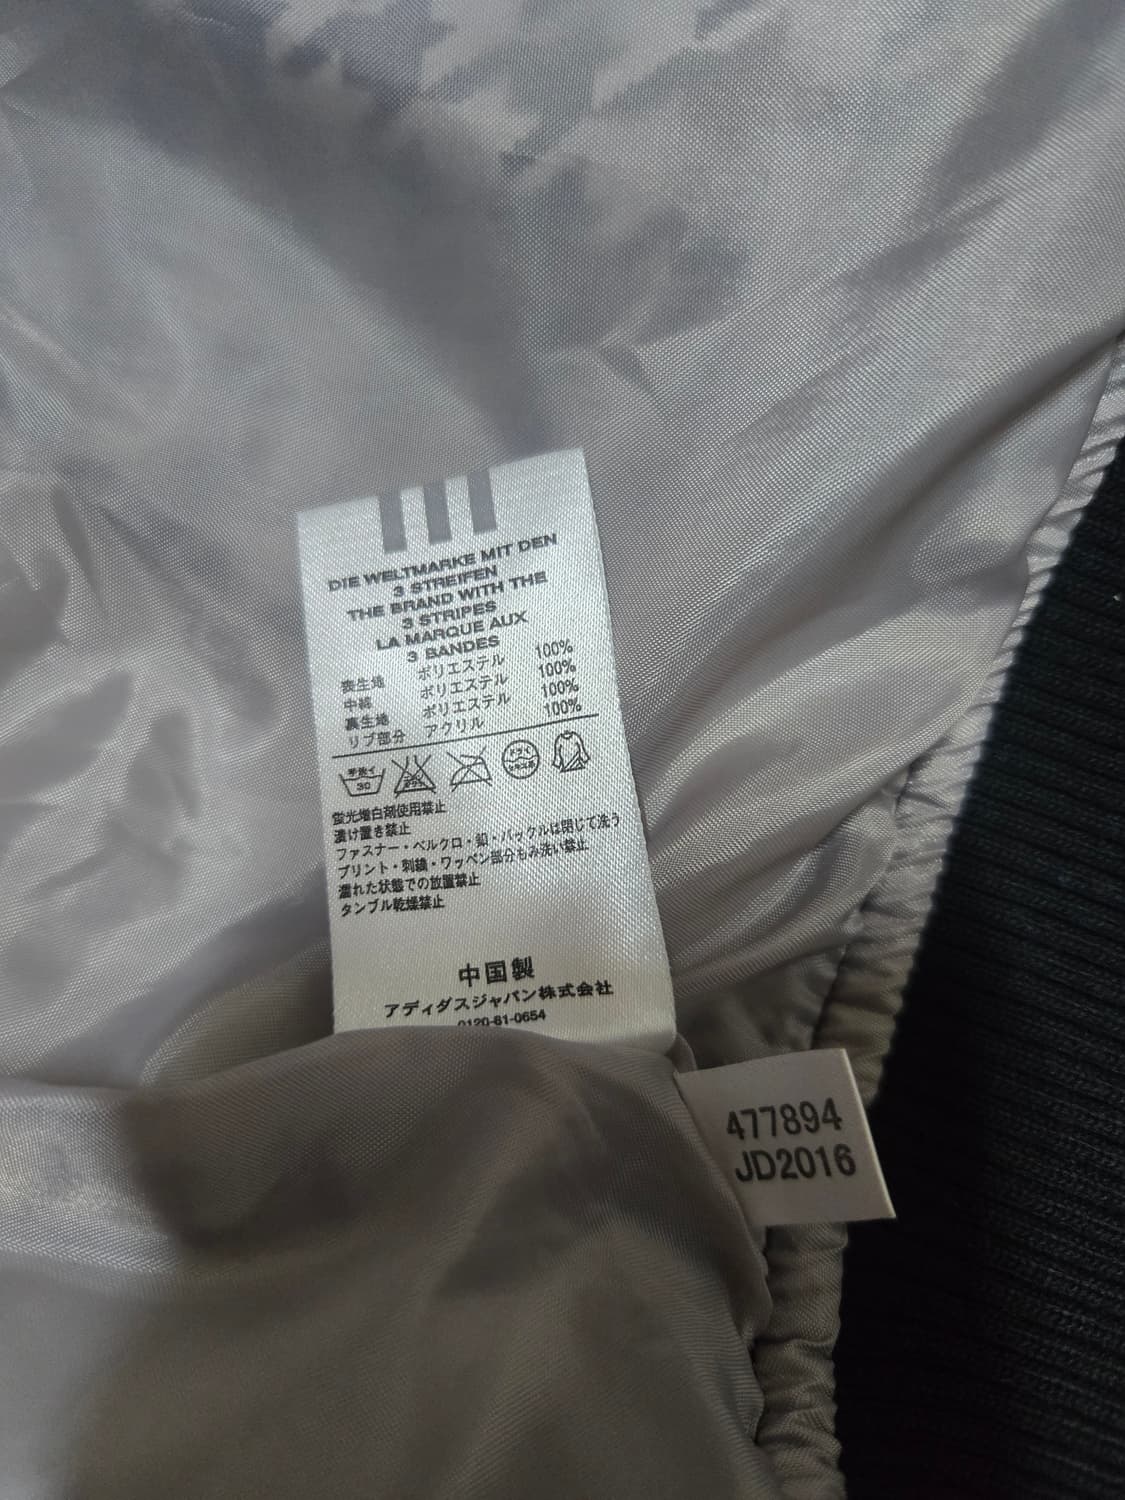 DIE WELTMARKE MIT DEN
3 STREIFEN
THE BRAND WITH THE
3 STRIPES
LA MARQUE AUX
3 BANDES
表生地 ポリエステル 100%
中綿 ポリエステル 100%
裏生地 ポリエステル 100%
リブ部分 アクリル 100%
手洗イ
30
蛍光増白剤使用禁止
漬け置き禁止
ファスナー・ベルクロ・釦・バックルは閉じて洗う
プリント・刺繍・ワッペン部分もみ洗い禁止
濡れた状態での放置禁止
タンブル乾燥禁止
中国製
アディダスジャパン株式会社
0120-81-0654
477894
JD2016